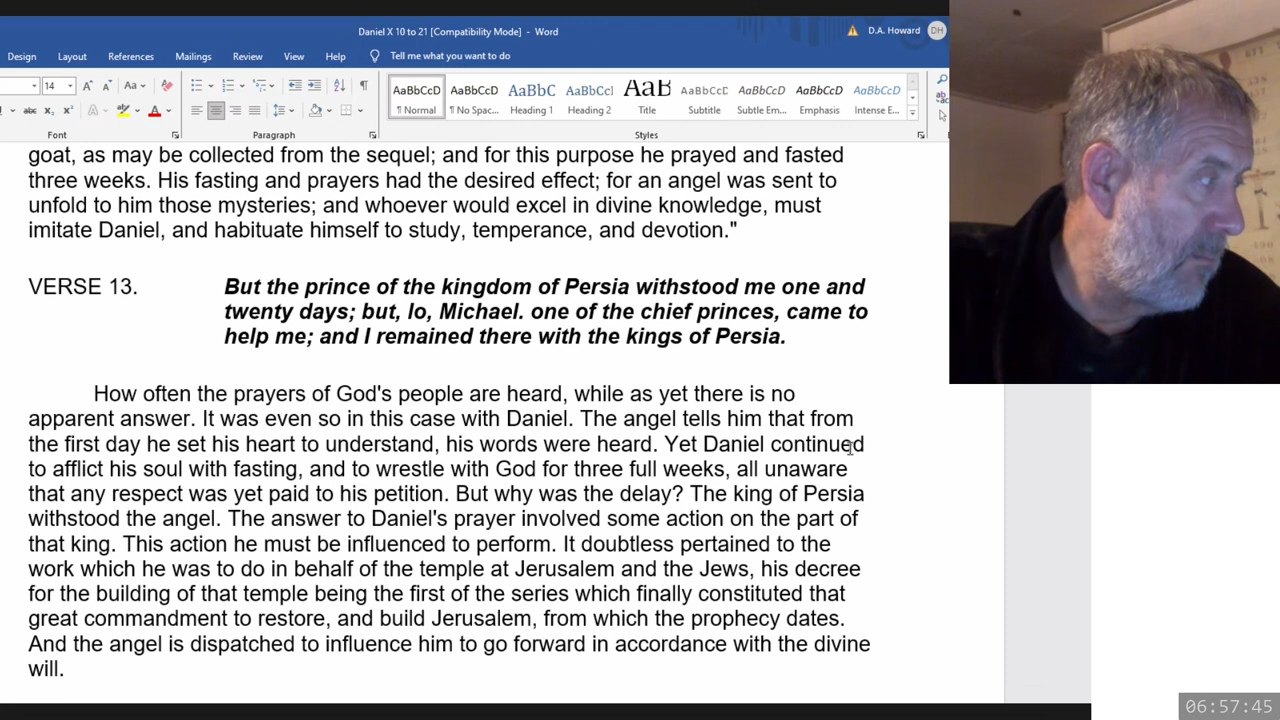 Daniel X 10 to 21 [Compatibility Mode] - Word
D.A. Howard
DH
Design Layout References Mailings Review View Help Tell me what you want to do
14
Aa
AaBbCcD AaBbCcD AaBbC AaBbCc AaB AaBbCcD AaBbCcD AaBbCcD AaBbCcD
¶ Normal ¶ No Spac... Heading 1 Heading 2 Title Subtitle Subtle Em... Emphasis Intense E...
Font Paragraph Styles
goat, as may be collected from the sequel; and for this purpose he prayed and fasted
three weeks. His fasting and prayers had the desired effect; for an angel was sent to
unfold to him those mysteries; and whoever would excel in divine knowledge, must
imitate Daniel, and habituate himself to study, temperance, and devotion."
VERSE 13. But the prince of the kingdom of Persia withstood me one and
twenty days; but, lo, Michael. one of the chief princes, came to
help me; and I remained there with the kings of Persia.
How often the prayers of God's people are heard, while as yet there is no
apparent answer. It was even so in this case with Daniel. The angel tells him that from
the first day he set his heart to understand, his words were heard. Yet Daniel continued
to afflict his soul with fasting, and to wrestle with God for three full weeks, all unaware
that any respect was yet paid to his petition. But why was the delay? The king of Persia
withstood the angel. The answer to Daniel's prayer involved some action on the part of
that king. This action he must be influenced to perform. It doubtless pertained to the
work which he was to do in behalf of the temple at Jerusalem and the Jews, his decree
for the building of that temple being the first of the series which finally constituted that
great commandment to restore, and build Jerusalem, from which the prophecy dates.
And the angel is dispatched to influence him to go forward in accordance with the divine
will.
06:57:45